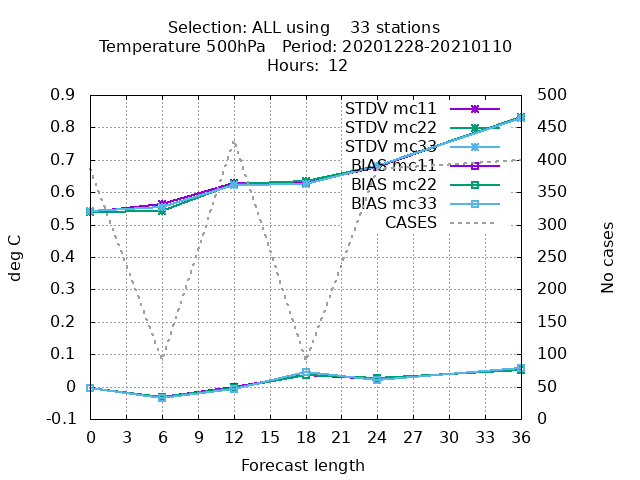 Selection: ALL using    33 stations
Temperature 500hPa   Period: 20201228-20210110
Hours:  12
0.9
0.8
0.7
0.6
0.5
0.4
0.3
0.2
0.1
0
-0.1
deg C
STDV mc11
STDV mc22
STDV mc33
BIAS mc11
BIAS mc22
BIAS mc33
CASES
500
450
400
350
300
250
200
150
100
50
0
No cases
0 3 6 9 12 15 18 21 24 27 30 33 36
Forecast length